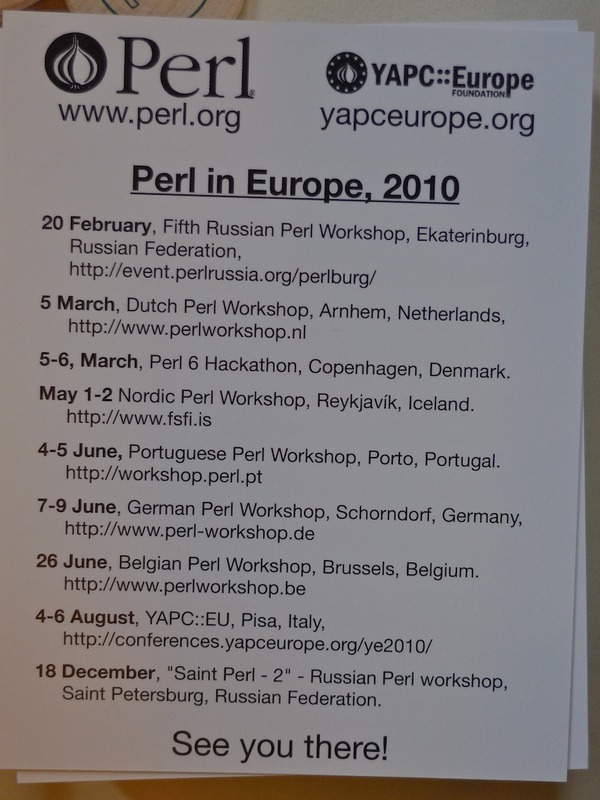 Perl
www.perl.org
YAPC::Europe
FOUNDATION
yapceurope.org
Perl in Europe, 2010
20 February, Fifth Russian Perl Workshop, Ekaterinburg,
Russian Federation,
http://event.perlrussia.org/perlburg/
5 March, Dutch Perl Workshop, Arnhem, Netherlands,
http://www.perlworkshop.nl
5-6, March, Perl 6 Hackathon, Copenhagen, Denmark.
May 1-2 Nordic Perl Workshop, Reykjavík, Iceland.
http://www.fsfi.is
4-5 June, Portuguese Perl Workshop, Porto, Portugal.
http://workshop.perl.pt
7-9 June, German Perl Workshop, Schorndorf, Germany,
http://www.perl-workshop.de
26 June, Belgian Perl Workshop, Brussels, Belgium.
http://www.perlworkshop.be
4-6 August, YAPC::EU, Pisa, Italy,
http://conferences.yapceurope.org/ye2010/
18 December, "Saint Perl - 2" - Russian Perl workshop,
Saint Petersburg, Russian Federation.
See you there!